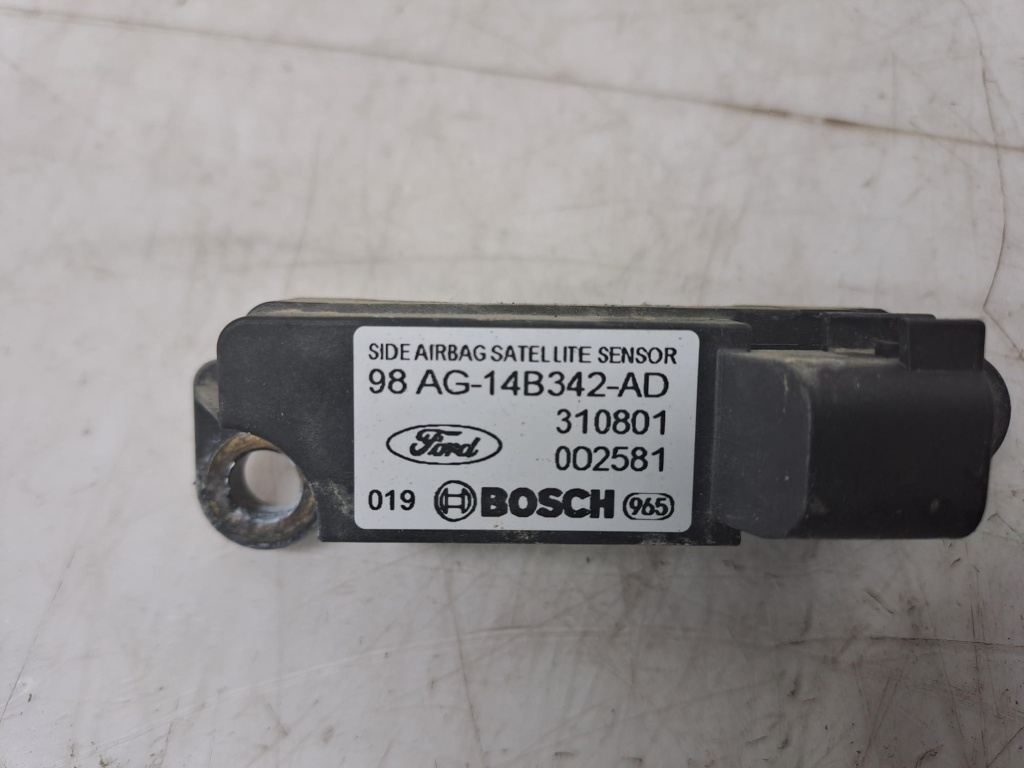 SIDE AIRBAG SATELLITE SENSOR
98 AG-14B342-AD
310801
Ford
002581
019 BOSCH 965